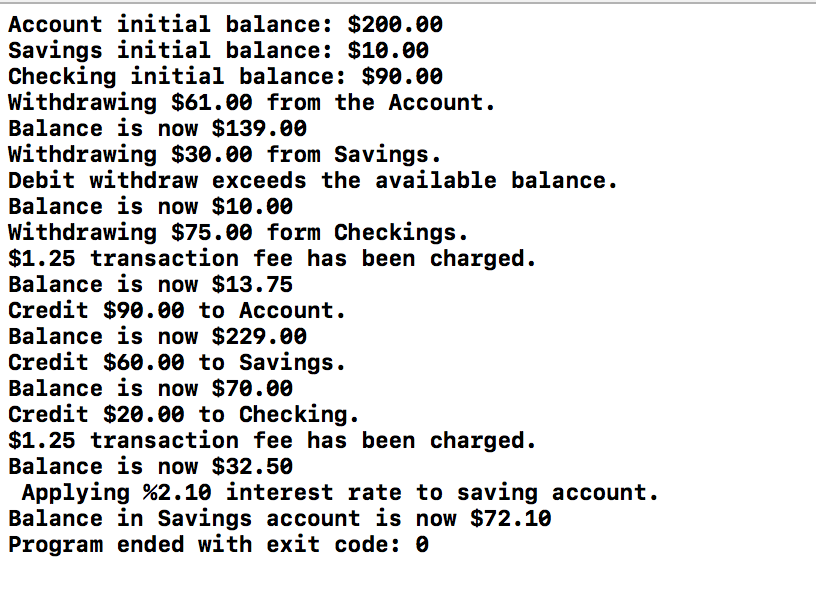 Account initial balance: $200.00
Savings initial balance: $10.00
Checking initial balance: $90.00
Withdrawing $61.00 from the Account.
Balance is now $139.00
Withdrawing $30.00 from Savings.
Debit withdraw exceeds the available balance.
Balance is now $10.00
Withdrawing $75.00 form Checkings.
$1.25 transaction fee has been charged.
Balance is now $13.75
Credit $90.00 to Account.
Balance is now $229.00
Credit $60.00 to Savings.
Balance is now $70.00
Credit $20.00 to Checking.
$1.25 transaction fee has been charged.
Balance is now $32.50
 Applying %2.10 interest rate to saving account.
Balance in Savings account is now $72.10
Program ended with exit code: 0